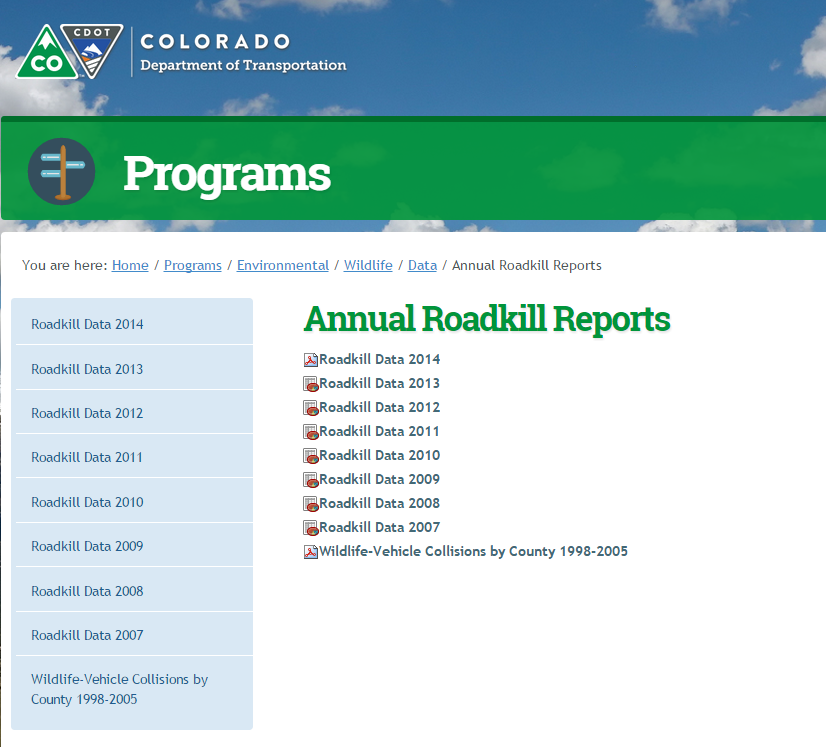 CDOT
CO
COLORADO
Department of Transportation
Programs
You are here: Home / Programs / Environmental / Wildlife / Data / Annual Roadkill Reports
Roadkill Data 2014
Roadkill Data 2013
Roadkill Data 2012
Roadkill Data 2011
Roadkill Data 2010
Roadkill Data 2009
Roadkill Data 2008
Roadkill Data 2007
Wildlife-Vehicle Collisions by
County 1998-2005
Annual Roadkill Reports
Roadkill Data 2014
Roadkill Data 2013
Roadkill Data 2012
Roadkill Data 2011
Roadkill Data 2010
Roadkill Data 2009
Roadkill Data 2008
Roadkill Data 2007
Wildlife-Vehicle Collisions by County 1998-2005